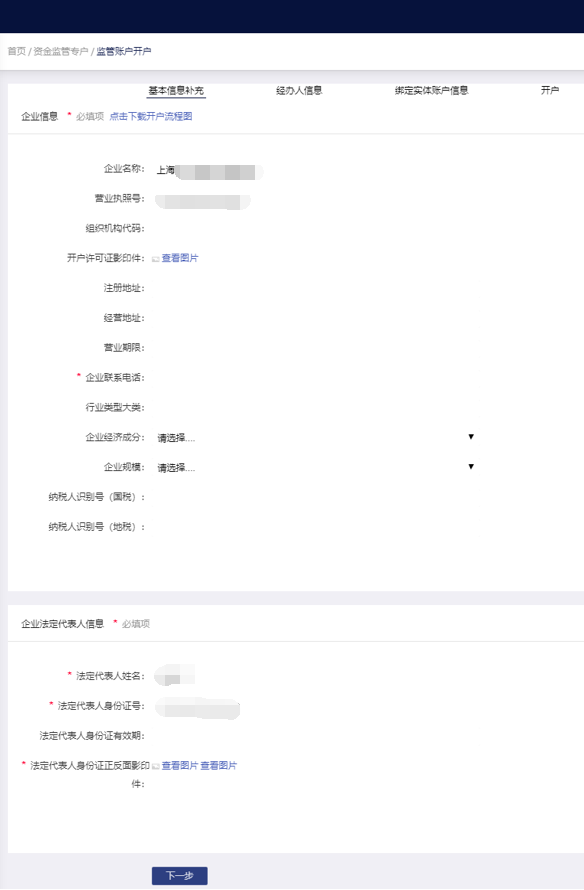 首页 / 资金监管专户 / 监管账户开户
基本信息补充 经办人信息 绑定实体账户信息 开户
企业信息 * 必填项 点击下载开户流程图
企业名称： 上海
营业执照号：
组织机构代码：
开户许可证影印件： 查看图片
注册地址：
经营地址：
营业期限：
* 企业联系电话：
行业类型大类：
企业经济成分： 请选择....
企业规模： 请选择....
纳税人识别号（国税）：
纳税人识别号（地税）：
企业法定代表人信息 * 必填项
* 法定代表人姓名：
* 法定代表人身份证号：
法定代表人身份证有效期：
* 法定代表人身份证正反面影印 查看图片 查看图片
件：
下一步